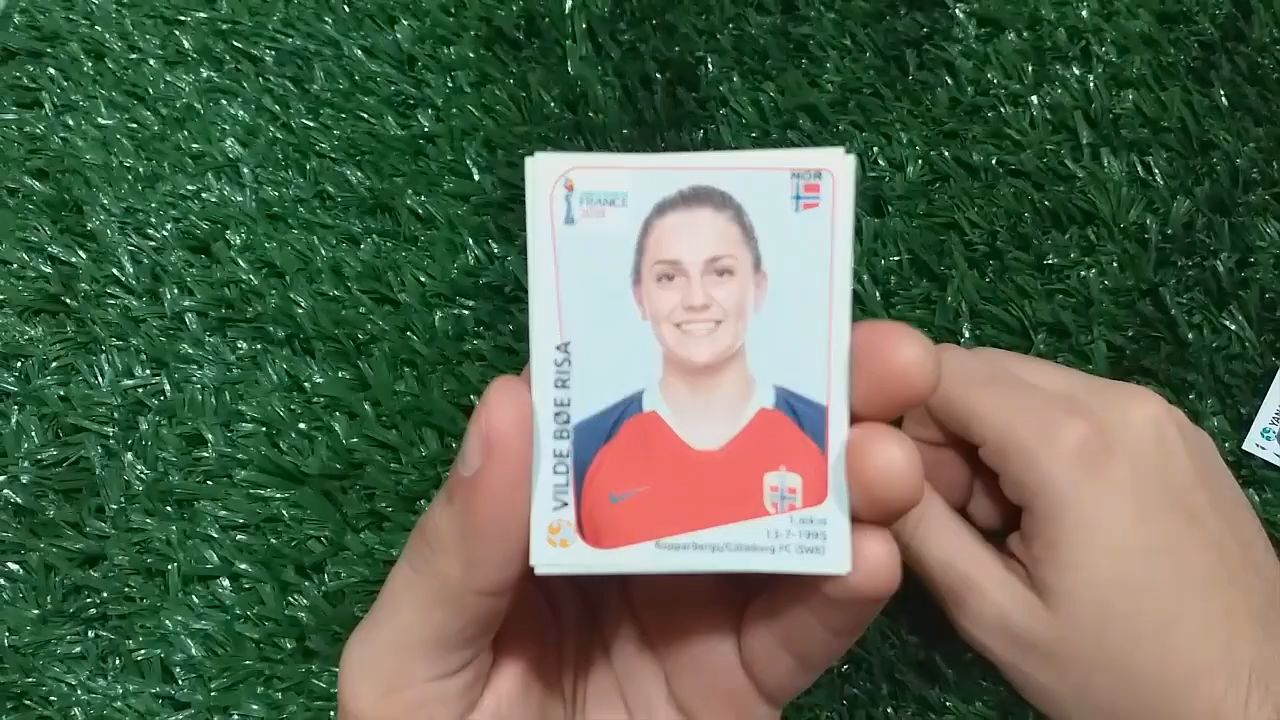 FRANCE
NOR
VILDE BØE RISA
13-7-1995
Kopparbergs/Göteborg FC (SWE)